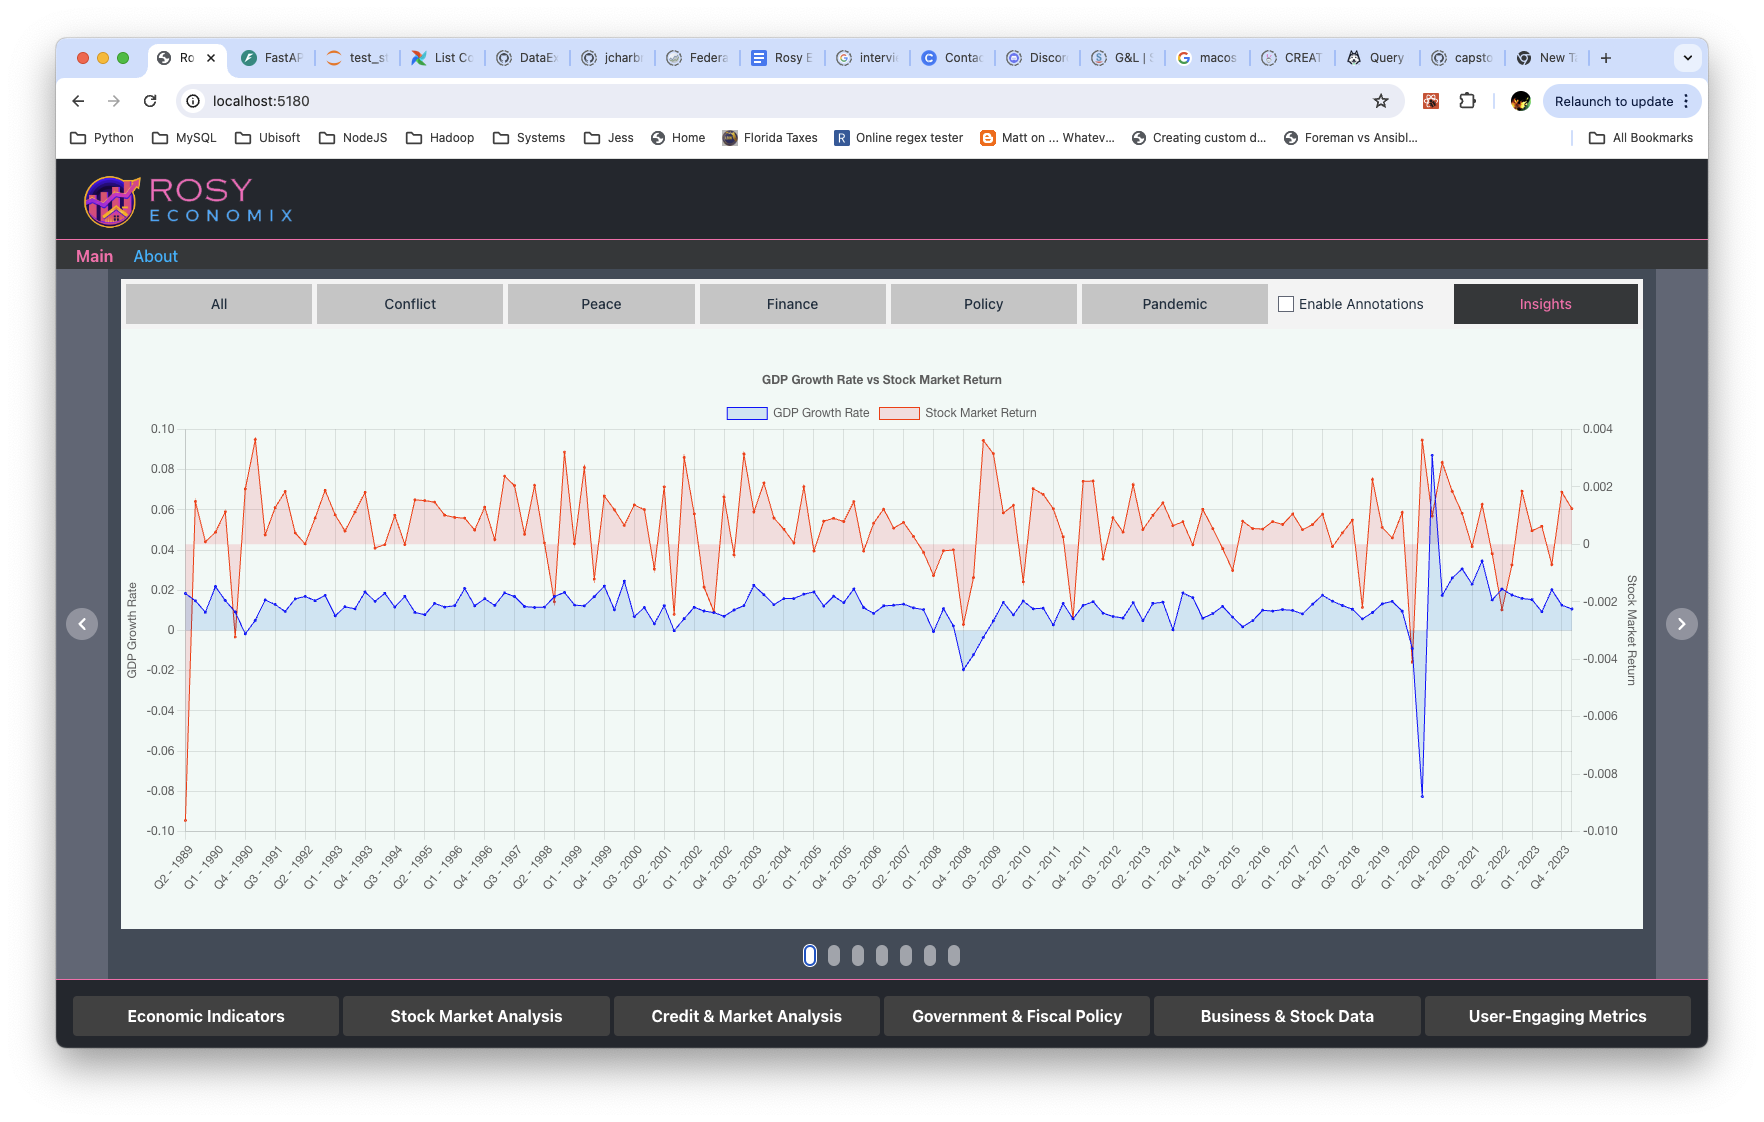 Ro
FastAP
test_s
List Co
DataEx
jcharbr
Federa
Rosy E
intervie
Contac
Discor
G&L | S
macos
CREAT
Query
capsto
New Ta
localhost:5180
Relaunch to update
Python
MySQL
Ubisoft
NodeJS
Hadoop
Systems
Jess
Home
Florida Taxes
R Online regex tester
Matt on ... Whatev...
Creating custom d...
Foreman vs Ansibl...
All Bookmarks
ROSY
ECONOMIX
Main
About
All
Conflict
Peace
Finance
Policy
Pandemic
Enable Annotations
Insights
GDP Growth Rate vs Stock Market Return
GDP Growth Rate
Stock Market Return
0.10
0.08
0.06
0.04
0.02
0
-0.02
-0.04
-0.06
-0.08
-0.10
GDP Growth Rate
0.004
0.002
0
-0.002
-0.004
-0.006
-0.008
-0.010
Stock Market Return
Q2 - 1989
Q1 - 1990
Q4 - 1990
Q3 - 1991
Q2 - 1992
Q1 - 1993
Q4 - 1993
Q3 - 1994
Q2 - 1995
Q1 - 1996
Q4 - 1996
Q3 - 1997
Q2 - 1998
Q1 - 1999
Q4 - 1999
Q3 - 2000
Q2 - 2001
Q1 - 2002
Q4 - 2002
Q3 - 2003
Q2 - 2004
Q1 - 2005
Q4 - 2005
Q3 - 2006
Q2 - 2007
Q1 - 2008
Q4 - 2008
Q3 - 2009
Q2 - 2010
Q1 - 2011
Q4 - 2011
Q3 - 2012
Q2 - 2013
Q1 - 2014
Q4 - 2014
Q3 - 2015
Q2 - 2016
Q1 - 2017
Q4 - 2017
Q3 - 2018
Q2 - 2019
Q1 - 2020
Q4 - 2020
Q3 - 2021
Q2 - 2022
Q1 - 2023
Q4 - 2023
Economic Indicators
Stock Market Analysis
Credit & Market Analysis
Government & Fiscal Policy
Business & Stock Data
User-Engaging Metrics